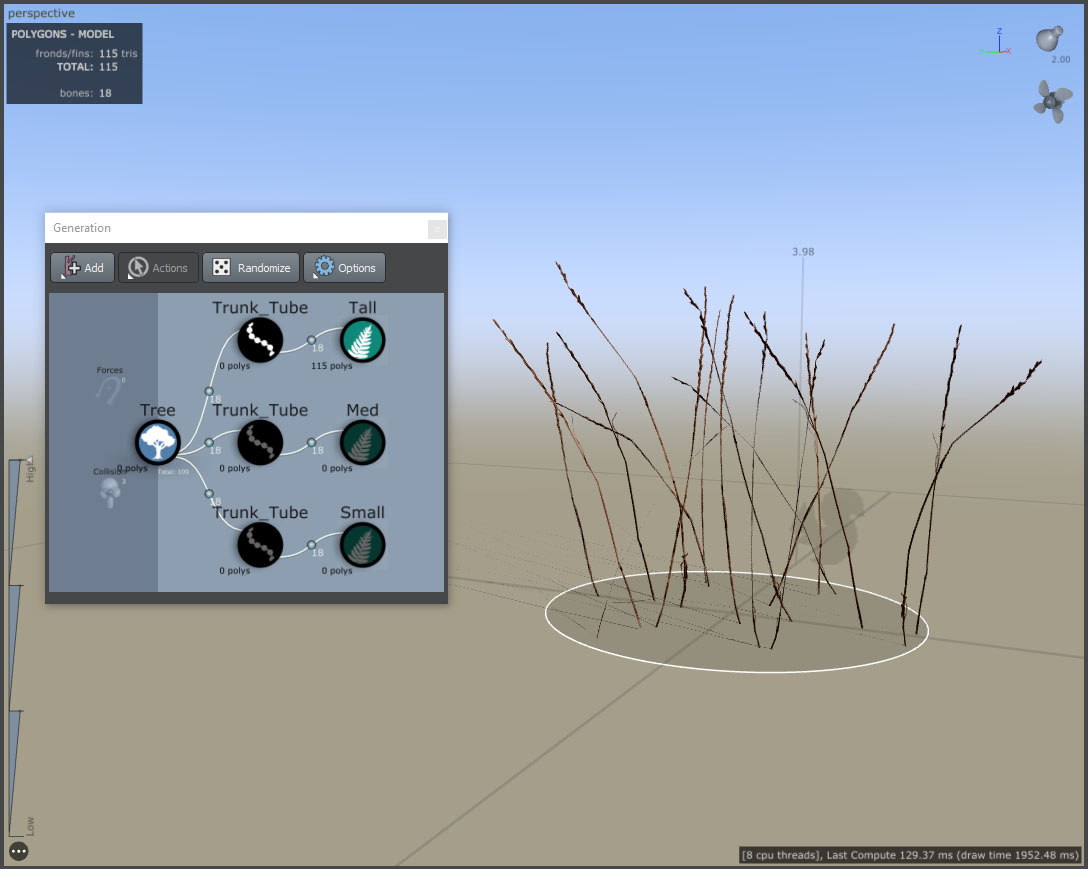 perspective
POLYGONS - MODEL
fronds/fins: 115 tris
TOTAL: 115
bones: 18
Z
Y
X
2.00
3.98
Generation
x
Add
Actions
Randomize
Options
Trunk_Tube
Tall
18
0 polys
115 polys
Forces
0
18
Tree
Trunk_Tube
Med
18
18
0 polys
Total: 109
0 polys
0 polys
Collision
3
18
Trunk_Tube
Small
18
0 polys
0 polys
High
Low
[8 cpu threads], Last Compute 129.37 ms (draw time 1952.48 ms)